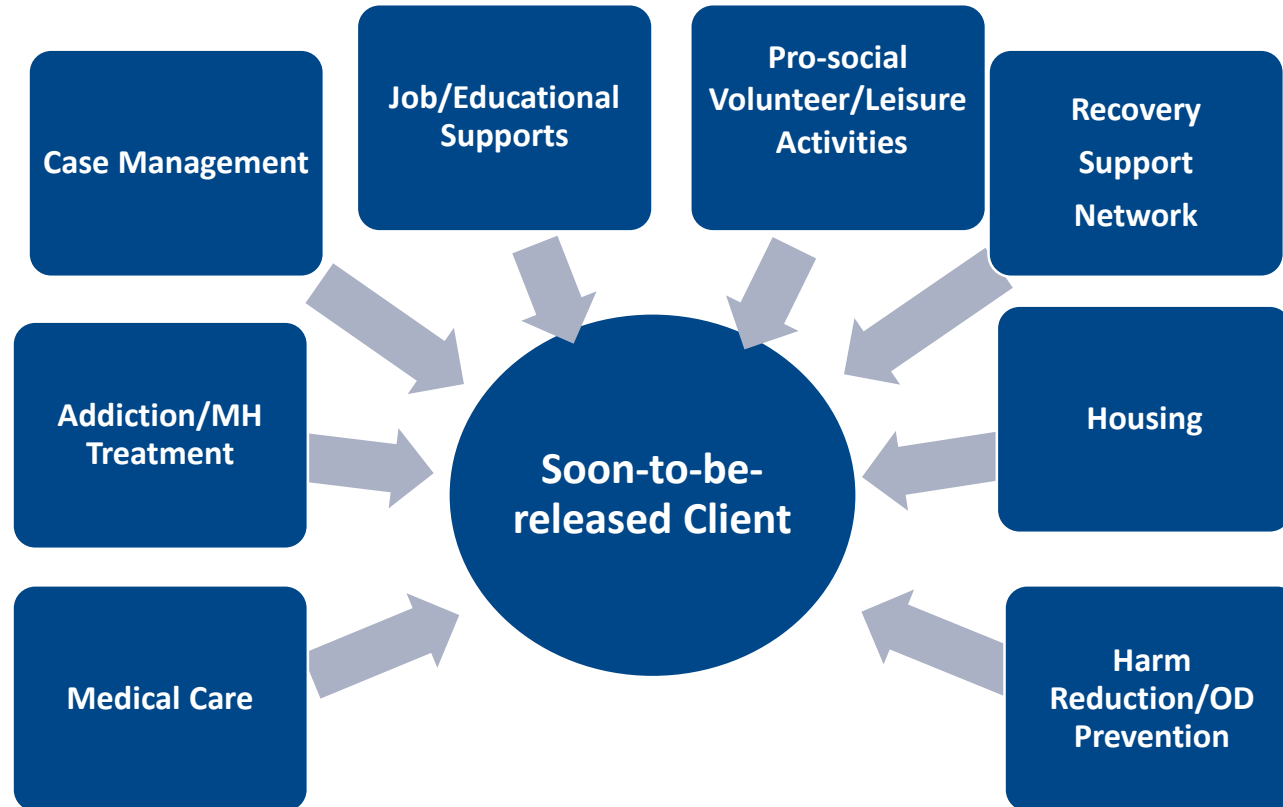 Case Management
Job/Educational
Supports
Pro-social
Volunteer/Leisure
Activities
Recovery
Support
Network
Addiction/MH
Treatment
Soon-to-be-
released Client
Housing
Medical Care
Harm
Reduction/OD
Prevention